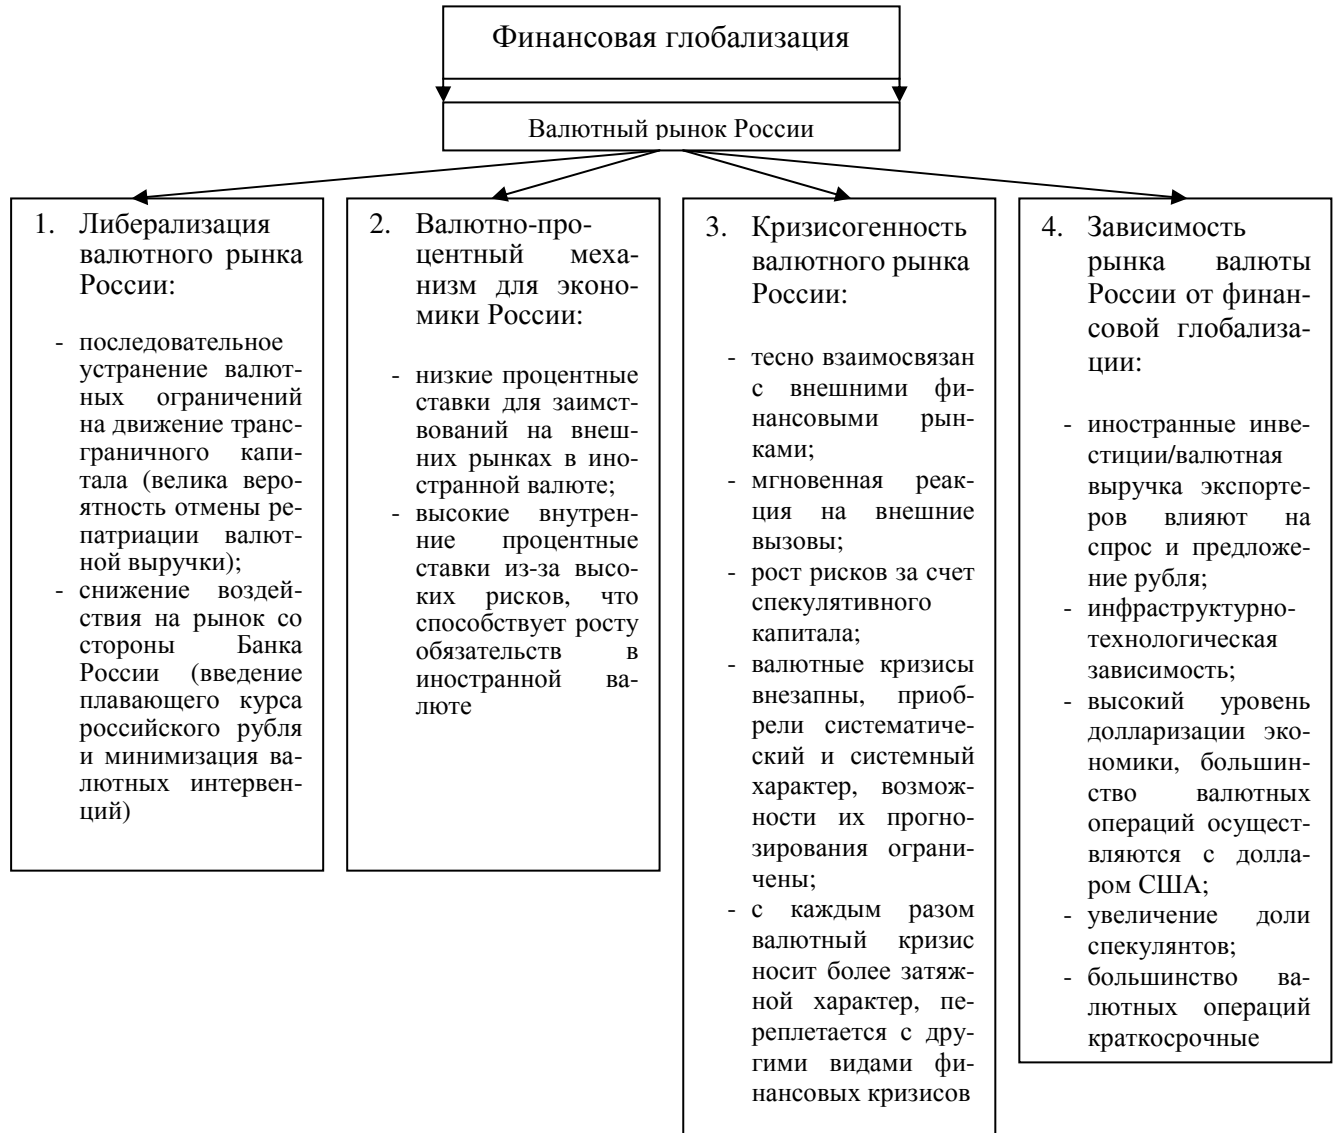 Финансовая глобализация
Валютный рынок России
1. Либерализация
валютного рынка
России:
- последовательное
устранение валют-
ных ограничений
на движение транс-
граничного капи-
тала (велика веро-
ятность отмены ре-
патриации валют-
ной выручки);
- снижение воздей-
ствия на рынок со
стороны Банка
России (введение
плавающего курса
российского рубля
и минимизация ва-
лютных интервен-
ций)
2. Валютно-про-
центный меха-
низм для эконо-
мики России:
- низкие процентные
ставки для заимст-
вований на внеш-
них рынках в ино-
странной валюте;
- высокие внутрен-
ние процентные
ставки из-за высо-
ких рисков, что
способствует росту
обязательств в
иностранной ва-
люте
3. Кризисогенность
валютного рынка
России:
- тесно взаимосвязан
с внешними фи-
нансовыми рын-
ками;
- мгновенная реак-
ция на внешние
вызовы;
- рост рисков за счет
спекулятивного
капитала;
- валютные кризисы
внезапны, приоб-
рели систематиче-
ский и системный
характер, возмож-
ности их прогно-
зирования ограни-
чены;
- с каждым разом
валютный кризис
носит более затяж-
ной характер, пе-
реплетается с дру-
гими видами фи-
нансовых кризисов
4. Зависимость
рынка валюты
России от финан-
совой глобализа-
ции:
- иностранные инве-
стиции/валютная
выручка экспорте-
ров влияют на
спрос и предложе-
ние рубля;
- инфраструктурно-
технологическая
зависимость;
- высокий уровень
долларизации эко-
номики, большин-
ство валютных
операций осущест-
вляются с долла-
ром США;
- увеличение доли
спекулянтов;
- большинство ва-
лютных операций
краткосрочные